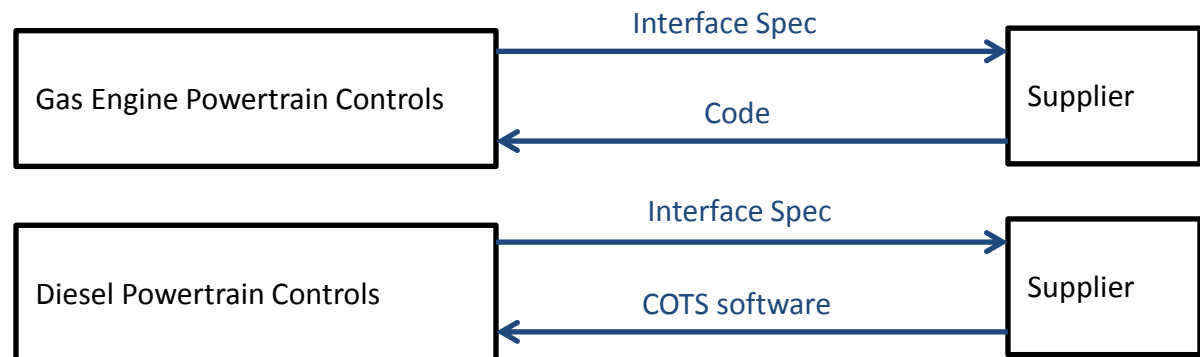 Interface Spec
Gas Engine Powertrain Controls
Supplier
Code
Interface Spec
Diesel Powertrain Controls
Supplier
COTS software